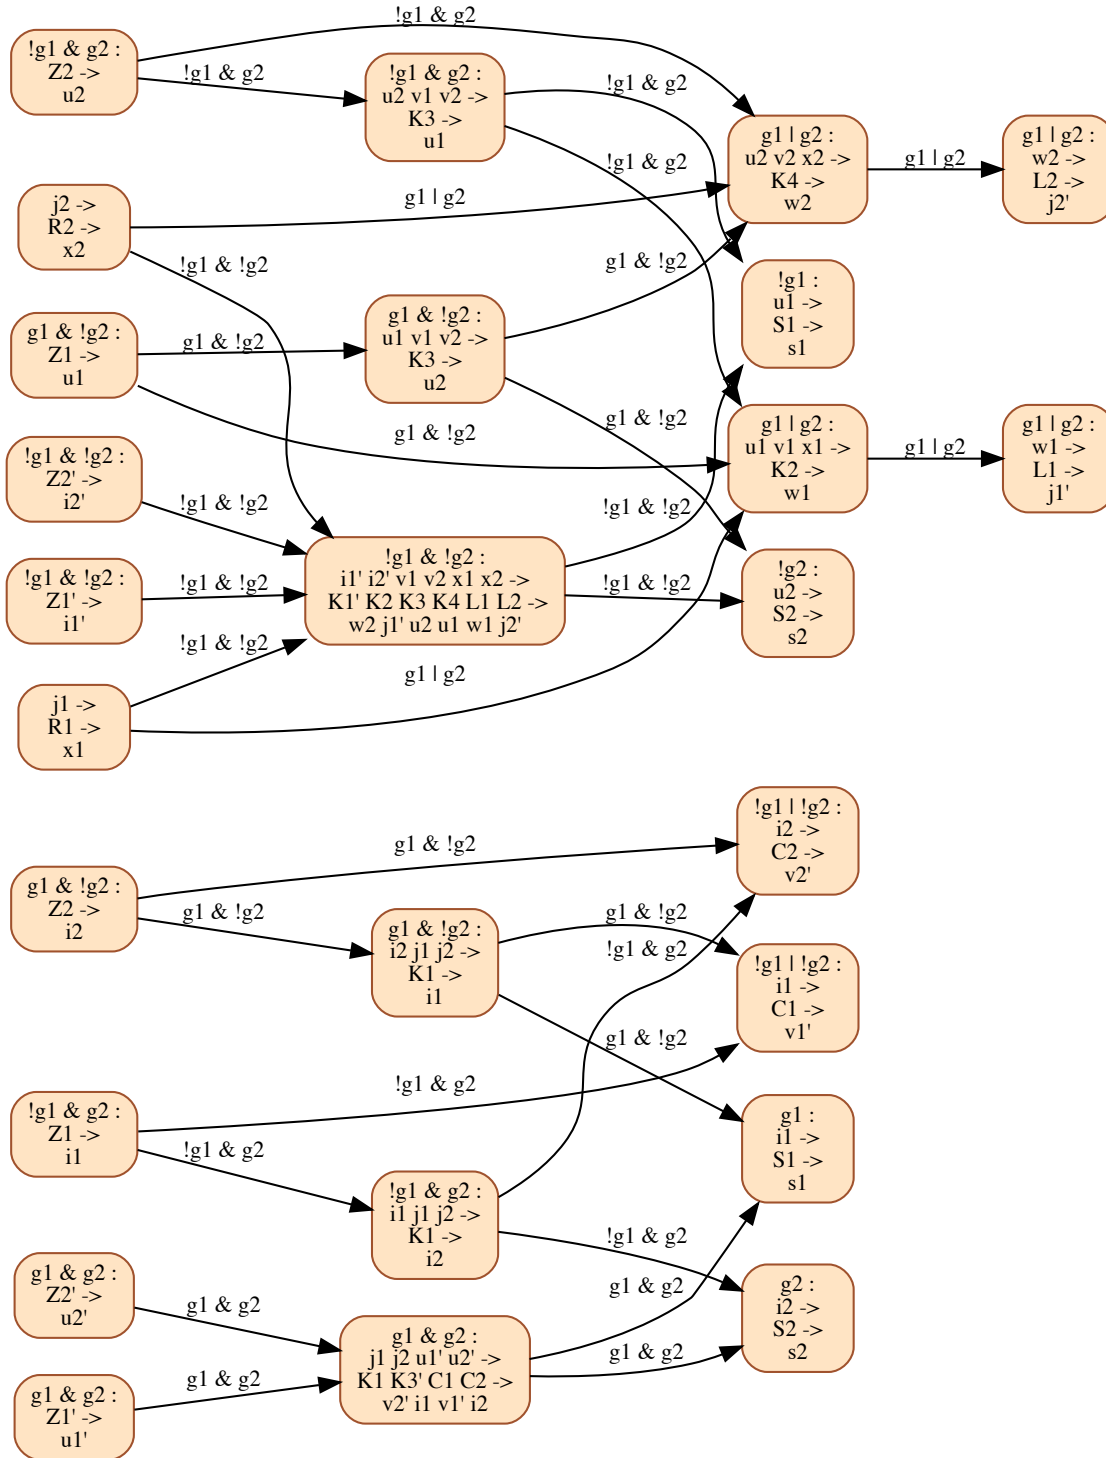 !g1 & g2
!g1 & g2 :
Z2 ->
u2
!g1 & g2
!g1 & g2 :
u2 v1 v2 ->
K3 ->
u1
!g1 & g2
!g1 & g2
g1 | g2 :
u2 v2 x2 ->
K4 ->
w2
g1 | g2
g1 | g2 :
w2 ->
L2 ->
j2'
j2 ->
R2 ->
x2
g1 | g2
!g1 & !g2
g1 & !g2
!g1 :
u1 ->
S1 ->
s1
g1 & !g2 :
Z1 ->
u1
g1 & !g2
g1 & !g2 :
u1 v1 v2 ->
K3 ->
u2
g1 & !g2
g1 & !g2
g1 | g2 :
u1 v1 x1 ->
K2 ->
w1
g1 | g2
g1 | g2 :
w1 ->
L1 ->
j1'
!g1 & !g2 :
Z2' ->
i2'
!g1 & !g2
!g1 & !g2
!g1 & !g2 :
Z1' ->
i1'
!g1 & !g2
!g1 & !g2 :
i1' i2' v1 v2 x1 x2 ->
K1' K2 K3 K4 L1 L2 ->
w2 j1' u2 u1 w1 j2'
!g1 & !g2
!g2 :
u2 ->
S2 ->
s2
!g1 & !g2
g1 | g2
j1 ->
R1 ->
x1
!g1 | !g2 :
i2 ->
C2 ->
v2'
g1 & !g2
g1 & !g2 :
Z2 ->
i2
g1 & !g2
g1 & !g2 :
i2 j1 j2 ->
K1 ->
i1
g1 & !g2
!g1 & g2
!g1 | !g2 :
i1 ->
C1 ->
v1'
g1 & !g2
!g1 & g2
!g1 & g2 :
Z1 ->
i1
!g1 & g2
g1 :
i1 ->
S1 ->
s1
!g1 & g2 :
i1 j1 j2 ->
K1 ->
i2
!g1 & g2
g1 & g2
g1 & g2 :
Z2' ->
u2'
g1 & g2
g2 :
i2 ->
S2 ->
s2
g1 & g2 :
j1 j2 u1' u2' ->
K1 K3' C1 C2 ->
v2' i1 v1' i2
g1 & g2
g1 & g2 :
Z1' ->
u1'
g1 & g2